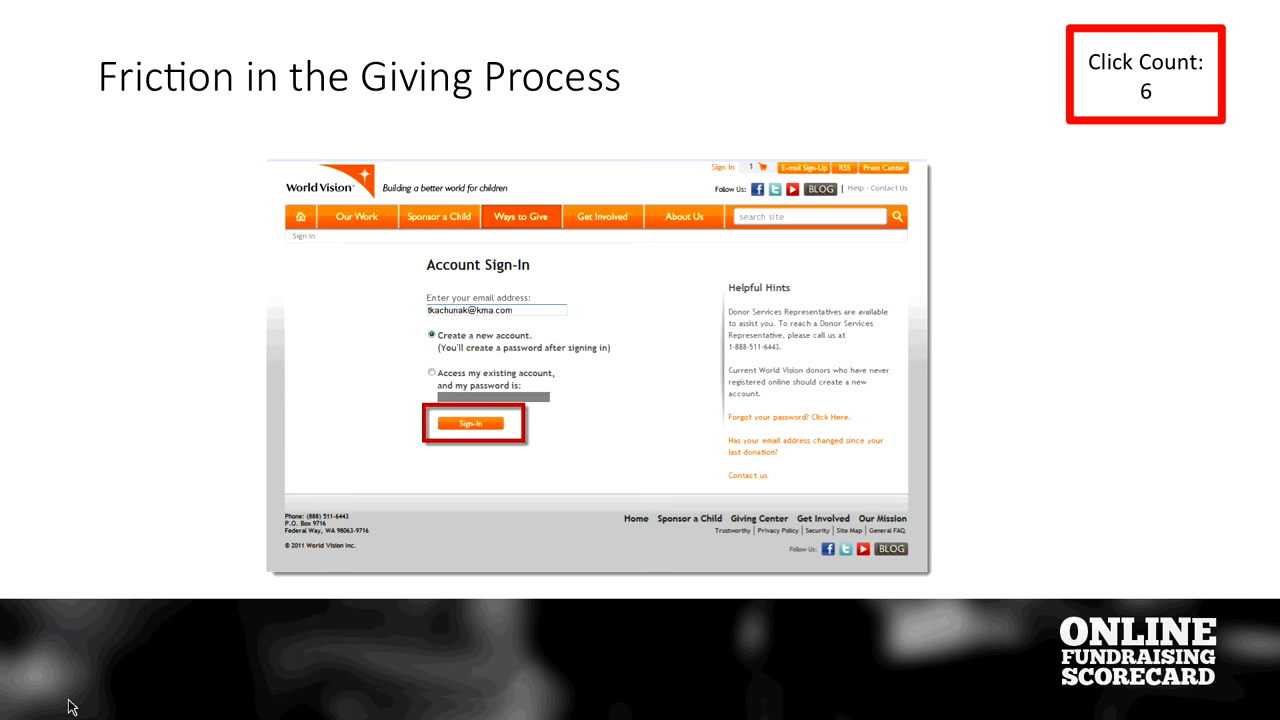 Friction in the Giving Process
Click Count:
6
Sign In 1 E-mail Sign-Up RSS Press Center
World Vision Building a better world for children
Follow Us: BLOG | Help - Contact Us
Our Work Sponsor a Child Ways to Give Get Involved About Us search site
Sign In
Account Sign-In
Enter your email address:
tkachuriak@kma.com
Create a new account.
(You'll create a password after signing in)
Access my existing account,
and my password is:
Sign-In
Helpful Hints
Donor Services Representatives are available
to assist you. To reach a Donor Services
Representative, please call us at
1-888-511-6443.
Current World Vision donors who have never
registered online should create a new
account.
Forgot your password? Click Here.
Has your email address changed since your
last donation?
Contact us
Phone: (888) 511-6443
P.O. Box 9716
Federal Way, WA 98063-9716
© 2011 World Vision Inc.
Home Sponsor a Child Giving Center Get Involved Our Mission
Trustworthy | Privacy Policy | Security | Site Map | General FAQ
Follow Us: BLOG
ONLINE
FUNDRAISING
SCORECARD